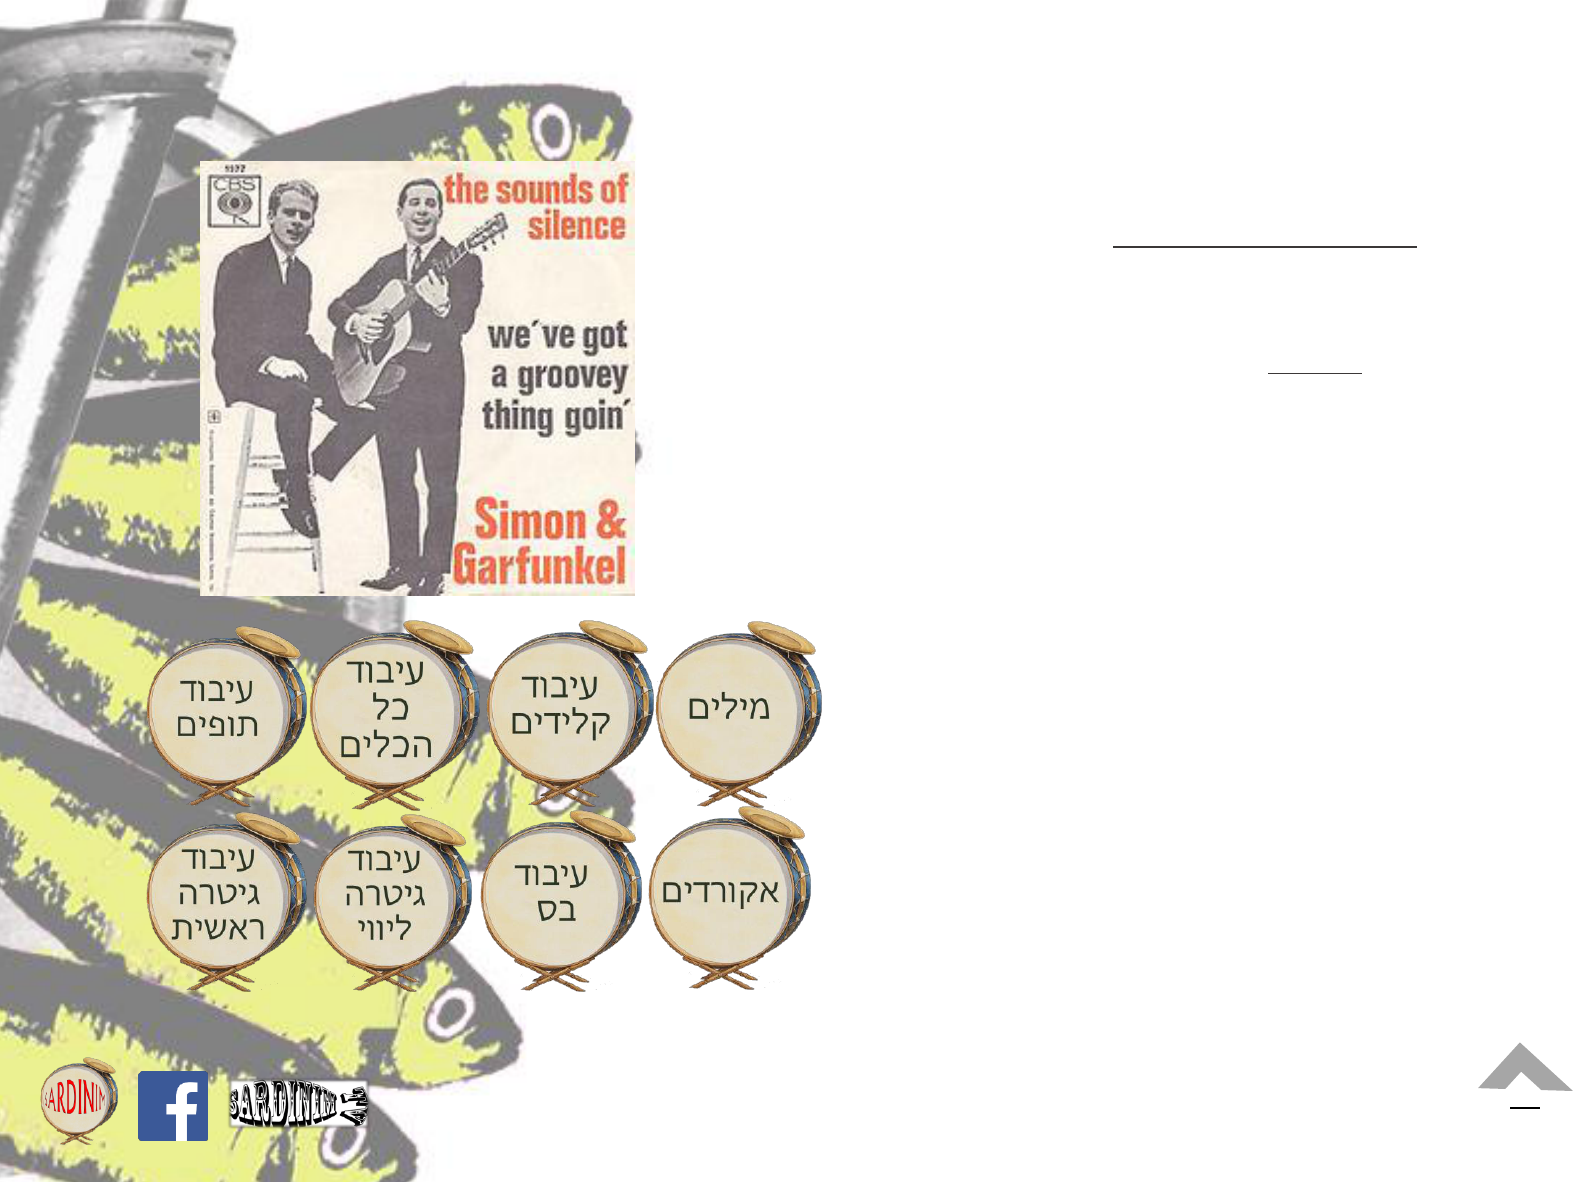 1377
CBS
the sounds of
silence
we´ve got
a groovey
thing goin´
Simon &
Garfunkel
מילים
עיבוד
קלידים
עיבוד
כל
הכלים
עיבוד
תופים
אקורדים
עיבוד
בס
עיבוד
גיטרה
ליווי
עיבוד
גיטרה
ראשית
SARDINIM
f
SARDINIM